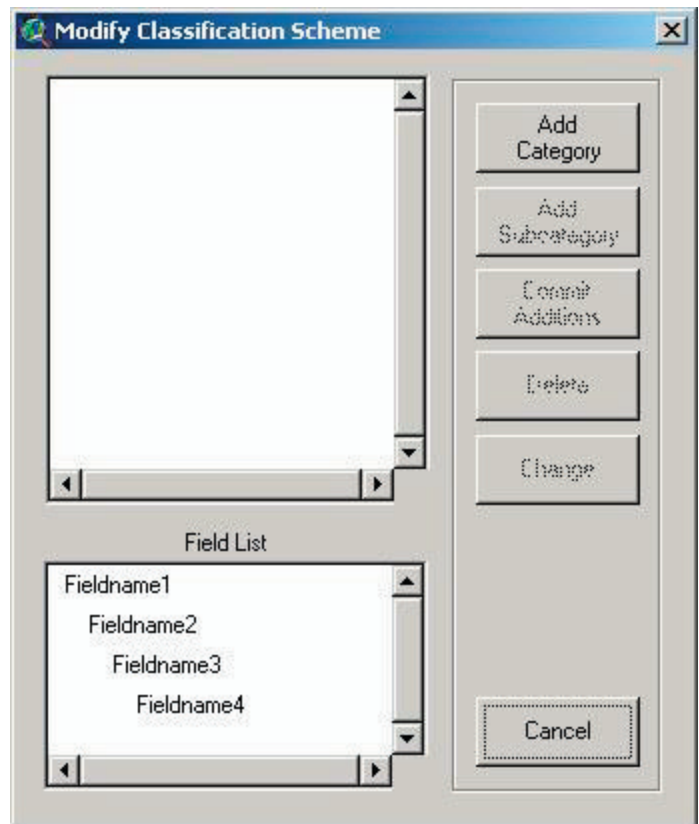 Modify Classification Scheme
Add
Category
Add
Subcategory
Commit
Additions
Delete
Change
Field List
Fieldname1
Fieldname2
Fieldname3
Fieldname4
Cancel